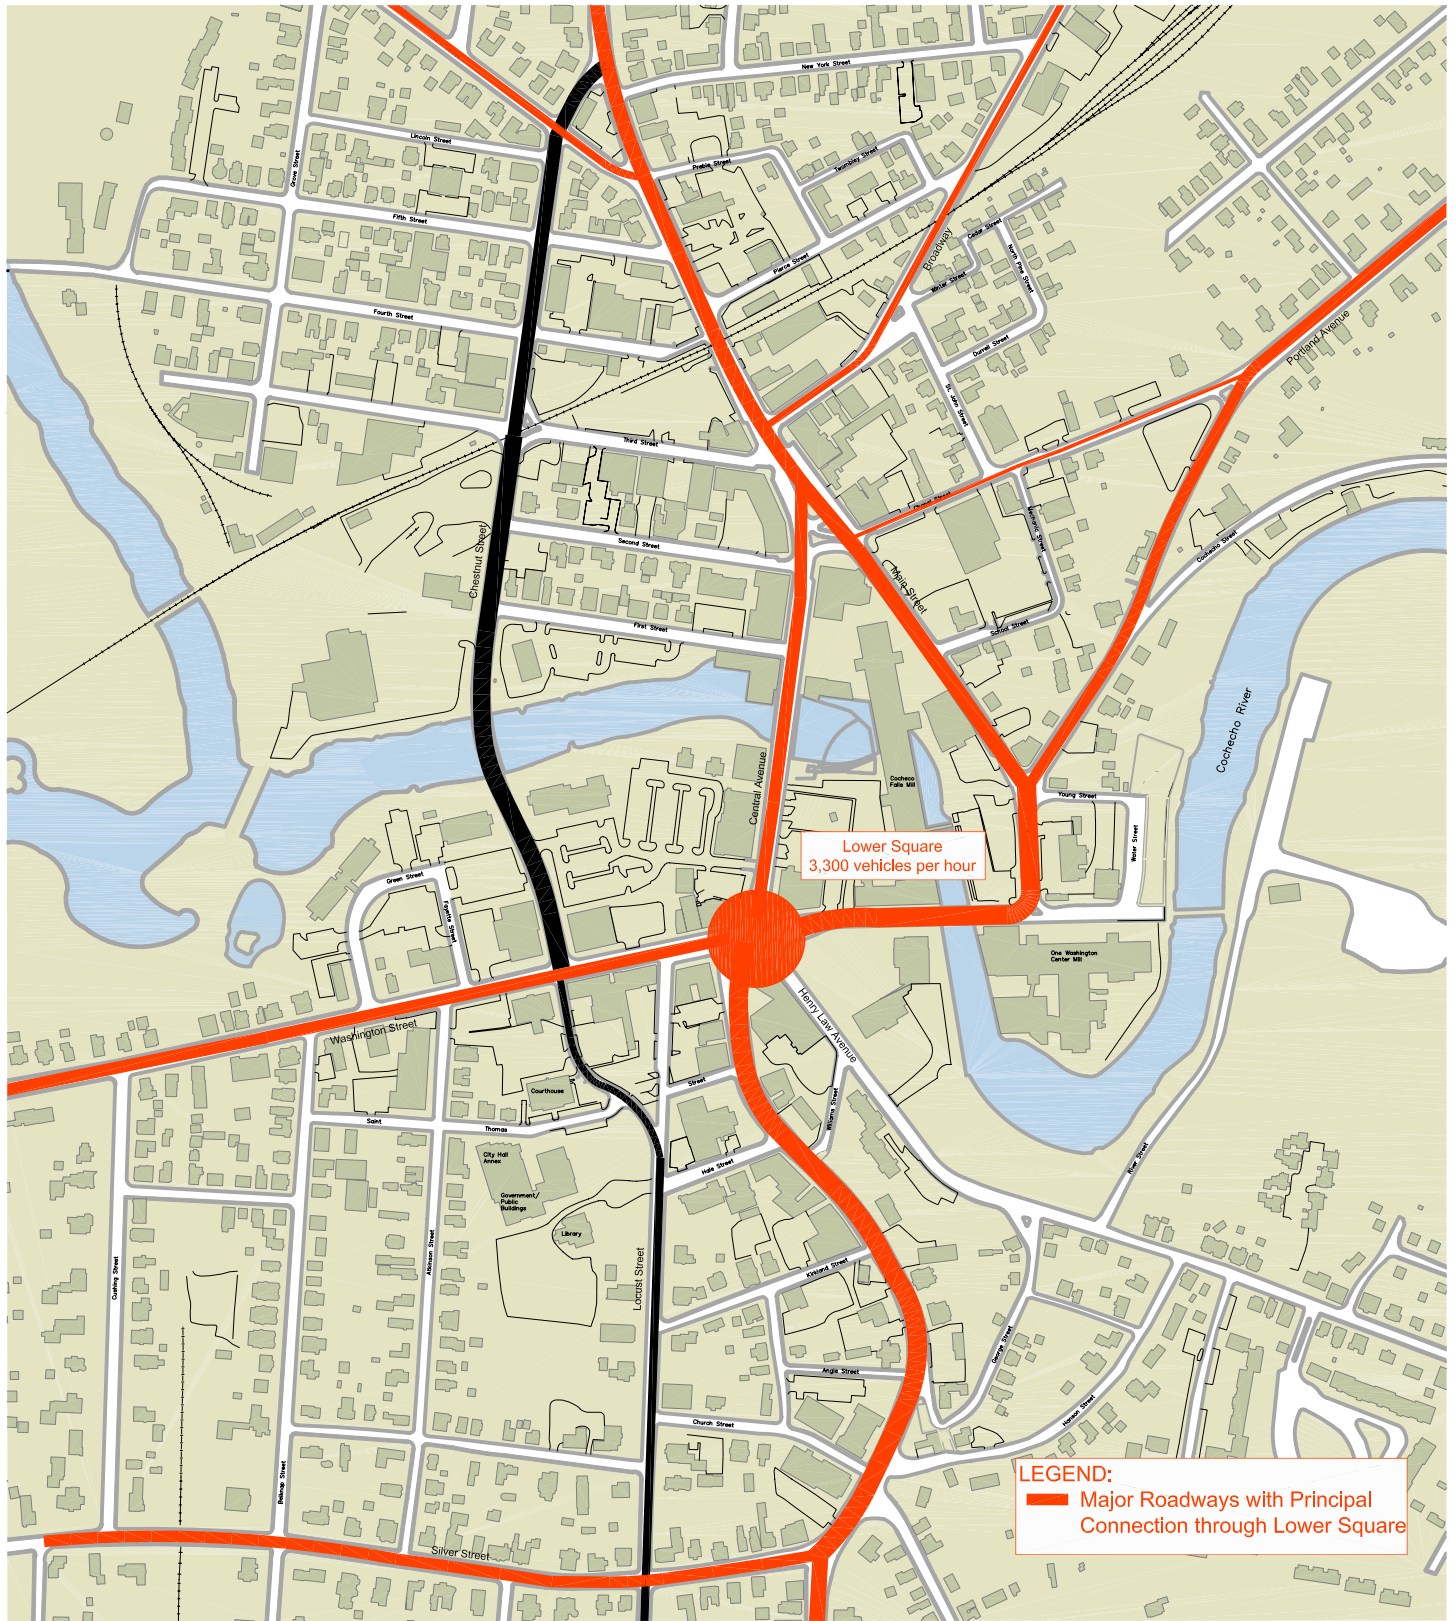 New York Street
Lincoln Street
Grove Street
Preble Street
Twombley Street
Fifth Street
Cedar Street
Broadway
North Pine Street
Pierce Street
Winter Street
Fourth Street
Portland Avenue
Durrell Street
St. John Street
Third Street
Chapel Street
Mechanic Street
Chestnut Street
Second Street
Cochecho Street
Main Street
First Street
School Street
Cochecho River
Central Avenue
Cocheco
Falls Mill
Young Street
Lower Square
3,300 vehicles per hour
Water Street
Green Street
Fayette Street
One Washington
Center Mill
Henry Law Avenue
Washington Street
Street
Courthouse
Williams Street
Saint
Thomas
River Street
City Hall
Annex
Hale Street
Government/
Public
Buildings
Library
Atkinson Street
Cushing Street
Locust Street
Kirkland Street
George Street
Angle Street
Hanson Street
Church Street
Belknap Street
LEGEND:
Major Roadways with Principal
Connection through Lower Square
Silver Street